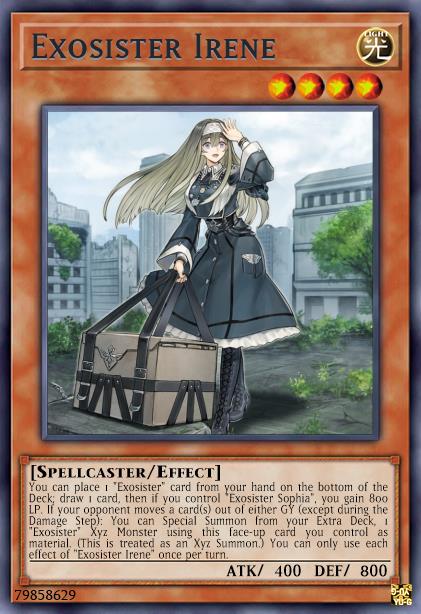 Exosister Irene
LIGHT
光
[Spellcaster/Effect]
You can place 1 "Exosister" card from your hand on the bottom of the
Deck; draw 1 card, then if you control "Exosister Sophia", you gain 800
LP. If your opponent moves a card(s) out of either GY (except during the
Damage Step): You can Special Summon from your Extra Deck, 1
"Exosister" Xyz Monster using this face-up card you control as
material. (This is treated as an Xyz Summon.) You can only use each
effect of "Exosister Irene" once per turn.
ATK/ 400 DEF/ 800
79858629